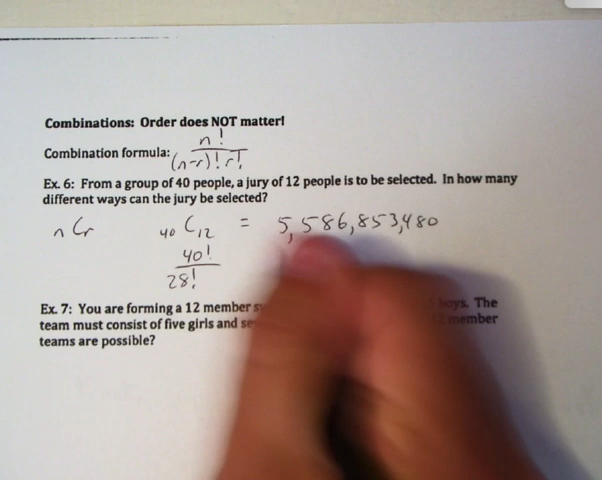 Combinations: Order does NOT matter!
Combination formula: n! / (n-r)! r!
Ex. 6: From a group of 40 people, a jury of 12 people is to be selected. In how many
different ways can the jury be selected?
nCr 40C12 = 5,586,853,480
40!
28!
Ex. 7: You are forming a 12 member boys. The
team must consist of five girls and member
teams are possible?